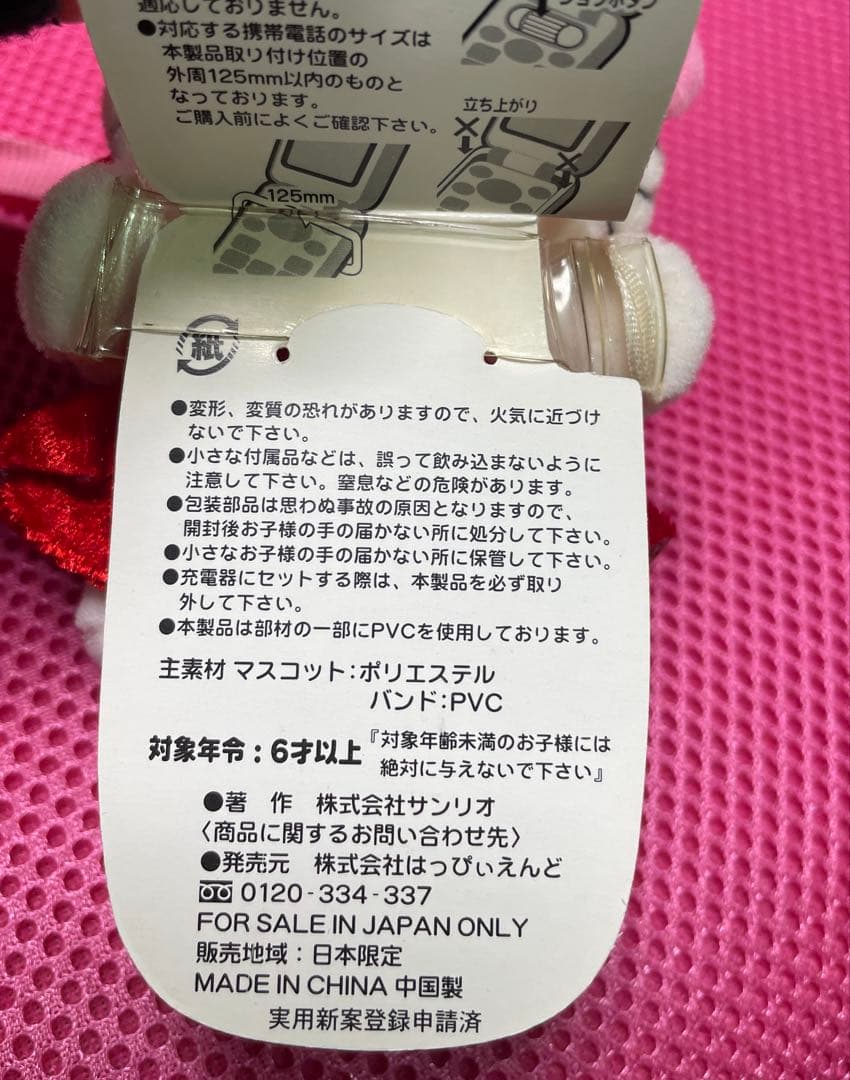 適応しておりません。
●対応する携帯電話のサイズは
本製品取り付け位置の
外周125mm以内のものと
なっております。
ご購入前によくご確認下さい。
ションボタン
立ち上がり
125mm
紙
●変形、変質の恐れがありますので、火気に近づけ
ないで下さい。
●小さな付属品などは、誤って飲み込まないように
注意して下さい。窒息などの危険があります。
●包装部品は思わぬ事故の原因となりますので、
開封後お子様の手の届かない所に処分して下さい。
●小さなお子様の手の届かない所に保管して下さい。
●充電器にセットする際は、本製品を必ず取り
外して下さい。
●本製品は部材の一部にPVCを使用しております。
主素材 マスコット:ポリエステル
バンド:PVC
対象年令:6才以上『対象年齢未満のお子様には
絶対に与えないで下さい』
●著 作 株式会社サンリオ
〈商品に関するお問い合わせ先〉
●発売元 株式会社はっぴぃえんど
0120-334-337
FOR SALE IN JAPAN ONLY
販売地域:日本限定
MADE IN CHINA 中国製
実用新案登録申請済